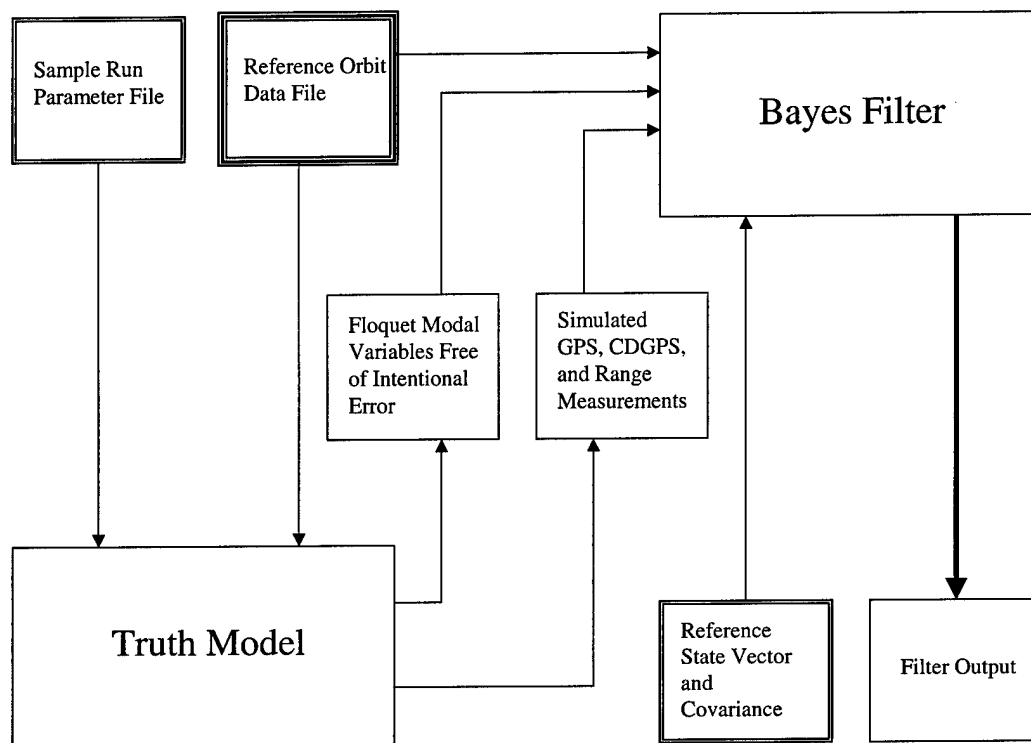 Sample Run
Parameter File
Reference Orbit
Data File
Bayes Filter
Floquet Modal
Variables Free
of Intentional
Error
Simulated
GPS, CDGPS,
and Range
Measurements
Truth Model
Reference
State Vector
and
Covariance
Filter Output